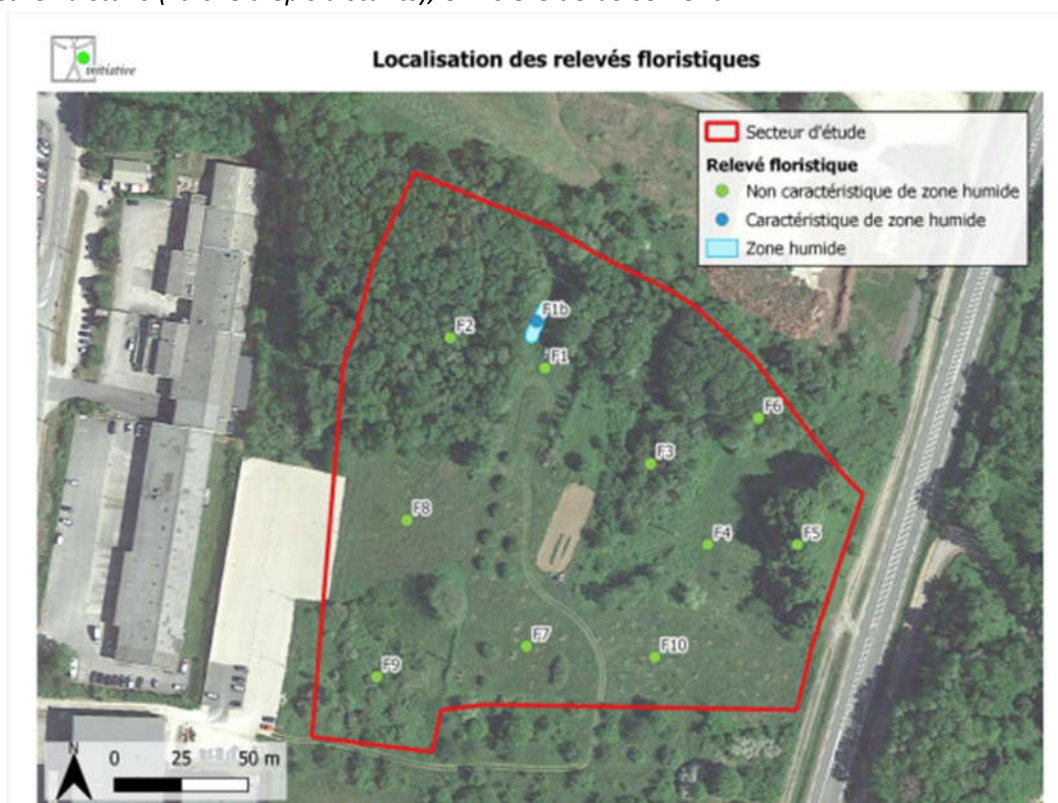 Localisation des relevés floristiques
initiative
Secteur d'étude
Relevé floristique
Non caractéristique de zone humide
Caractéristique de zone humide
Zone humide
F1b
F2
F1
F6
F3
F8
F4
F5
F7
F10
F9
N
0 25 50 m